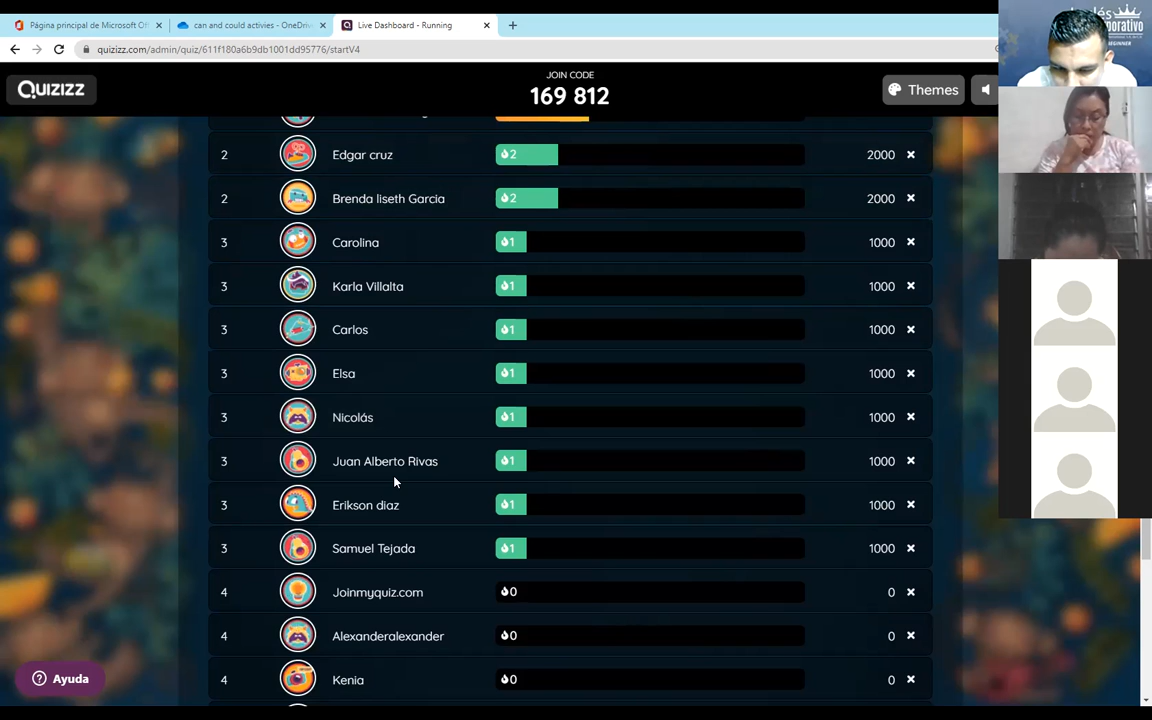 Página principal de Microsoft Of
can and could activies - OneDriv
Live Dashboard - Running
quizizz.com/admin/quiz/611f180a6b9db1001dd95776/startV4
Quizizz
JOIN CODE
169 812
Themes
2 Edgar cruz 2 2000
2 Brenda liseth Garcia 2 2000
3 Carolina 1 1000
3 Karla Villalta 1 1000
3 Carlos 1 1000
3 Elsa 1 1000
3 Nicolás 1 1000
3 Juan Alberto Rivas 1 1000
3 Erikson diaz 1 1000
3 Samuel Tejada 1 1000
4 Joinmyquiz.com 0 0
4 Alexanderalexander 0 0
4 Kenia 0 0
Ayuda